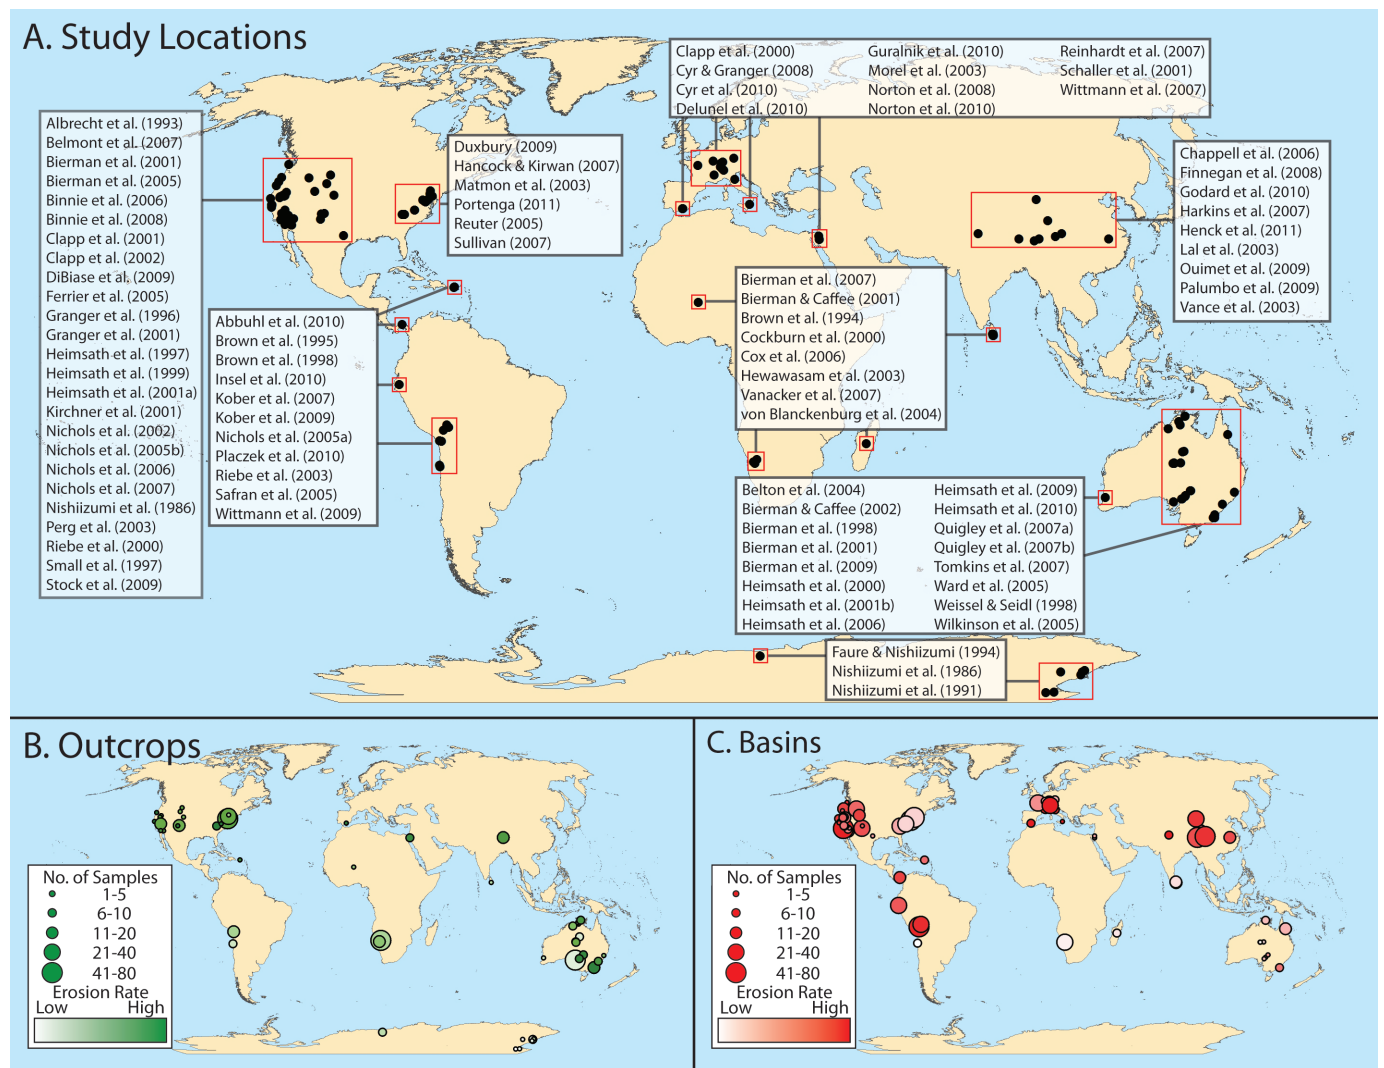 A. Study Locations
Albrecht et al. (1993)
Belmont et al. (2007)
Bierman et al. (2001)
Bierman et al. (2005)
Binnie et al. (2006)
Binnie et al. (2008)
Clapp et al. (2001)
Clapp et al. (2002)
DiBiase et al. (2009)
Ferrier et al. (2005)
Granger et al. (1996)
Granger et al. (2001)
Heimsath et al. (1997)
Heimsath et al. (1999)
Heimsath et al. (2001a)
Kirchner et al. (2001)
Nichols et al. (2002)
Nichols et al. (2005b)
Nichols et al. (2006)
Nichols et al. (2007)
Nishiizumi et al. (1986)
Perg et al. (2003)
Riebe et al. (2000)
Small et al. (1997)
Stock et al. (2009)
Duxbury (2009)
Hancock & Kirwan (2007)
Matmon et al. (2003)
Portenga (2011)
Reuter (2005)
Sullivan (2007)
Abbuhl et al. (2010)
Brown et al. (1995)
Brown et al. (1998)
Insel et al. (2010)
Kober et al. (2007)
Kober et al. (2009)
Nichols et al. (2005a)
Placzek et al. (2010)
Riebe et al. (2003)
Safran et al. (2005)
Wittmann et al. (2009)
Clapp et al. (2000) Guralnik et al. (2010) Reinhardt et al. (2007)
Cyr & Granger (2008) Morel et al. (2003) Schaller et al. (2001)
Cyr et al. (2010) Norton et al. (2008) Wittmann et al. (2007)
Delunel et al. (2010) Norton et al. (2010)
Chappell et al. (2006)
Finnegan et al. (2008)
Godard et al. (2010)
Harkins et al. (2007)
Henck et al. (2011)
Lal et al. (2003)
Ouimet et al. (2009)
Palumbo et al. (2009)
Vance et al. (2003)
Bierman et al. (2007)
Bierman & Caffee (2001)
Brown et al. (1994)
Cockburn et al. (2000)
Cox et al. (2006)
Hewawasam et al. (2003)
Vanacker et al. (2007)
von Blanckenburg et al. (2004)
Belton et al. (2004) Heimsath et al. (2009)
Bierman & Caffee (2002) Heimsath et al. (2010)
Bierman et al. (1998) Quigley et al. (2007a)
Bierman et al. (2001) Quigley et al. (2007b)
Bierman et al. (2009) Tomkins et al. (2007)
Heimsath et al. (2000) Ward et al. (2005)
Heimsath et al. (2001b) Weissel & Seidl (1998)
Heimsath et al. (2006) Wilkinson et al. (2005)
Faure & Nishiizumi (1994)
Nishiizumi et al. (1986)
Nishiizumi et al. (1991)
B. Outcrops
No. of Samples
1-5
6-10
11-20
21-40
41-80
Erosion Rate
Low High
C. Basins
No. of Samples
1-5
6-10
11-20
21-40
41-80
Erosion Rate
Low High